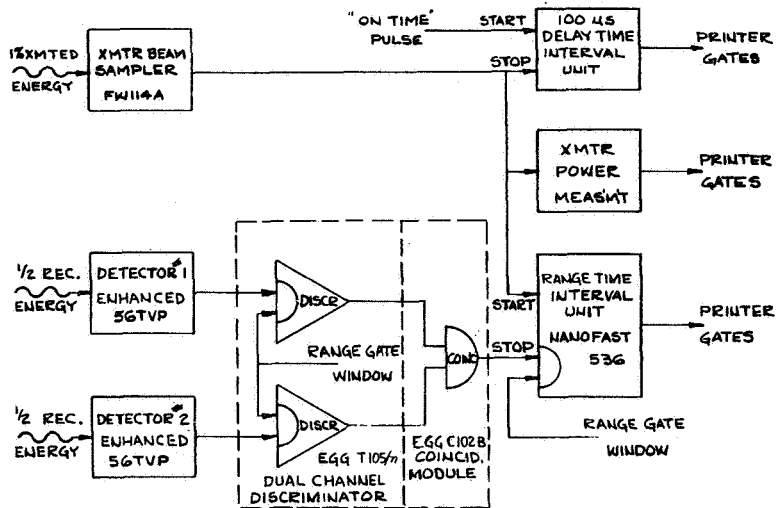 "ON TIME"
PULSE
START
100 µS
DELAY TIME
INTERVAL
UNIT
PRINTER
GATES
1% XMTED
ENERGY
XMTR BEAM
SAMPLER
FW114A
STOP
XMTR
POWER
MEAS'M'T
PRINTER
GATES
1/2 REC.
ENERGY
DETECTOR #1
ENHANCED
56TVP
DISCR
RANGE GATE
WINDOW
COINC
START
STOP
RANGE TIME
INTERVAL
UNIT
NANOFAST
536
PRINTER
GATES
1/2 REC.
ENERGY
DETECTOR #2
ENHANCED
56TVP
DISCR
EGG T105/n
DUAL CHANNEL
DISCRIMINATOR
EGG C102B
COINCID.
MODULE
RANGE GATE
WINDOW